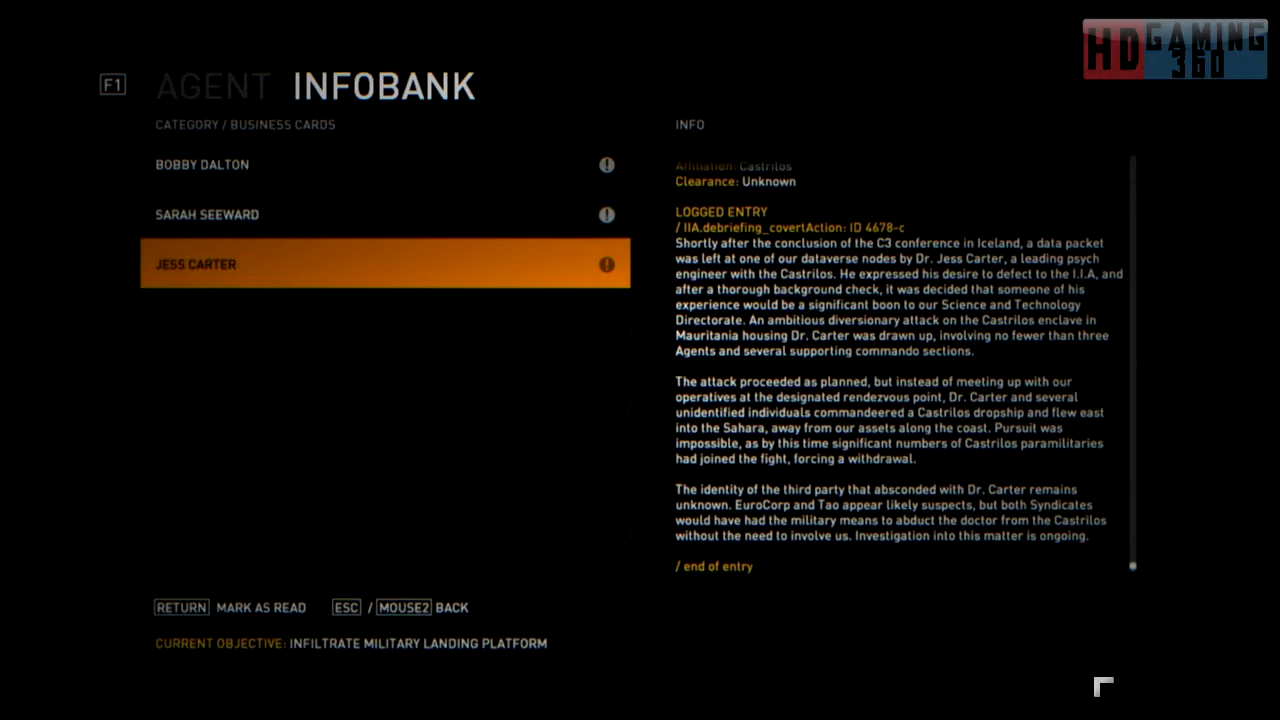 HD GAMING 360
F1 AGENT INFOBANK
CATEGORY / BUSINESS CARDS
BOBBY DALTON
SARAH SEEWARD
JESS CARTER
INFO
Affiliation: Castrilos
Clearance: Unknown
LOGGED ENTRY
/ IIA.debriefing_covertAction: ID 4678-c
Shortly after the conclusion of the C3 conference in Iceland, a data packet
was left at one of our dataverse nodes by Dr. Jess Carter, a leading psych
engineer with the Castrilos. He expressed his desire to defect to the I.I.A, and
after a thorough background check, it was decided that someone of his
experience would be a significant boon to our Science and Technology
Directorate. An ambitious diversionary attack on the Castrilos enclave in
Mauritania housing Dr. Carter was drawn up, involving no fewer than three
Agents and several supporting commando sections.
The attack proceeded as planned, but instead of meeting up with our
operatives at the designated rendezvous point, Dr. Carter and several
unidentified individuals commandeered a Castrilos dropship and flew east
into the Sahara, away from our assets along the coast. Pursuit was
impossible, as by this time significant numbers of Castrilos paramilitaries
had joined the fight, forcing a withdrawal.
The identity of the third party that absconded with Dr. Carter remains
unknown. EuroCorp and Tao appear likely suspects, but both Syndicates
would have had the military means to abduct the doctor from the Castrilos
without the need to involve us. Investigation into this matter is ongoing.
/ end of entry
RETURN MARK AS READ ESC / MOUSE2 BACK
CURRENT OBJECTIVE: INFILTRATE MILITARY LANDING PLATFORM